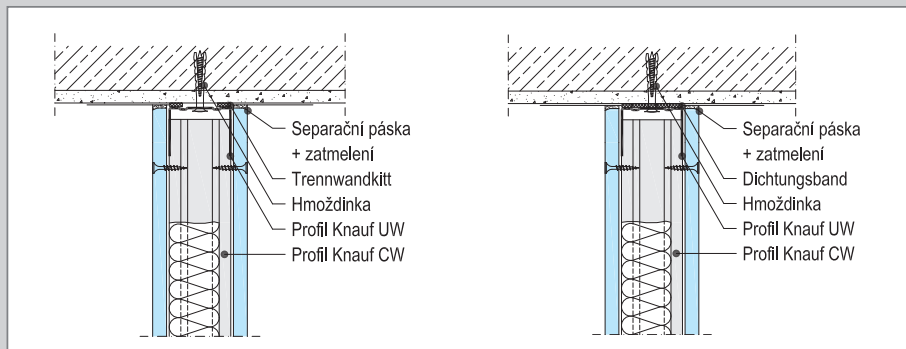 Separační páska
+ zatmelení
Trennwandkitt
Hmoždinka
Profil Knauf UW
Profil Knauf CW
Separační páska
+ zatmelení
Dichtungsband
Hmoždinka
Profil Knauf UW
Profil Knauf CW